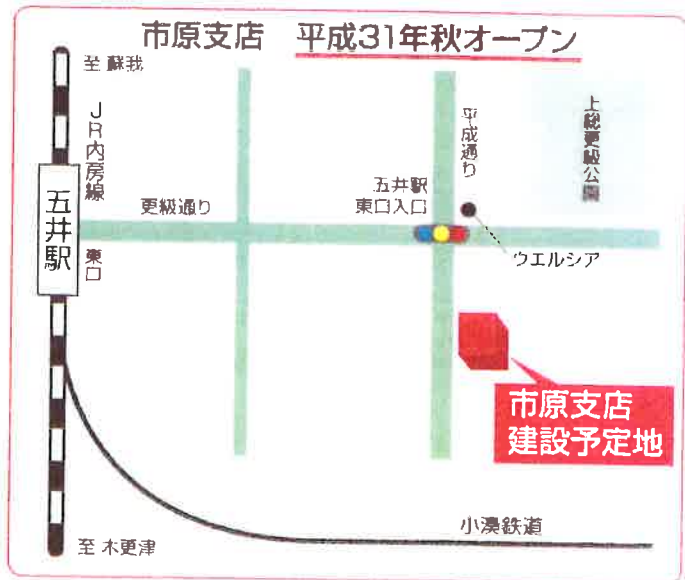 市原支店 平成31年秋オープン
至 蘇我
JR内房線
五井駅
東口
更級通り
五井駅
東口入口
平成通り
上総更級公園
ウエルシア
市原支店
建設予定地
小湊鉄道
至 木更津